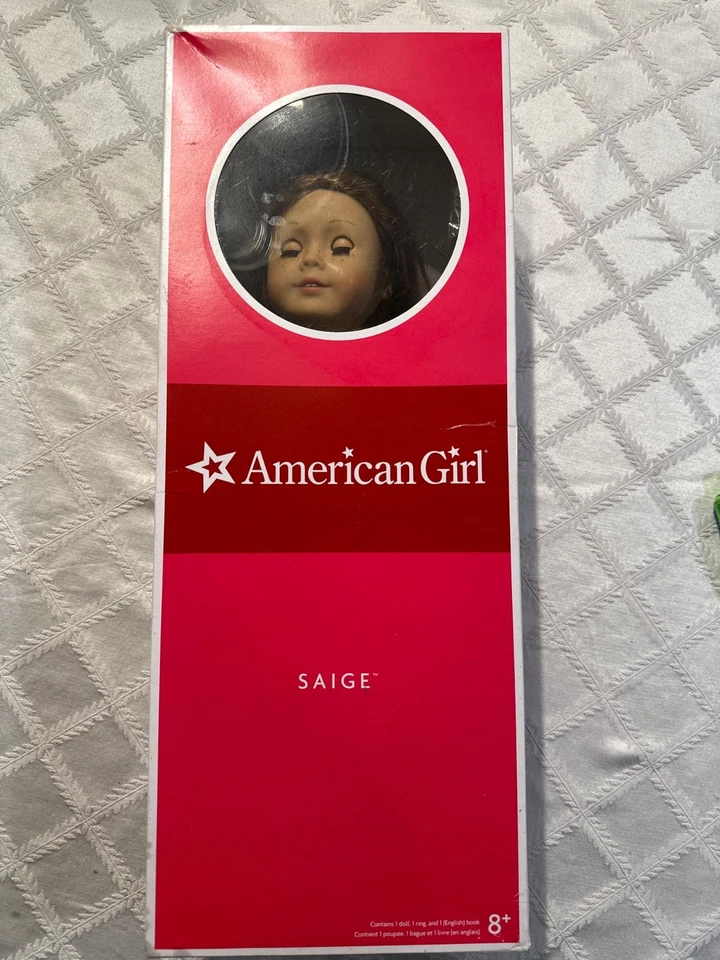 American Girl®
SAIGE™
Contains 1 doll, 1 ring, and 1 (English) book
Contient 1 poupée, 1 bague et 1 livre (en anglais)
8+